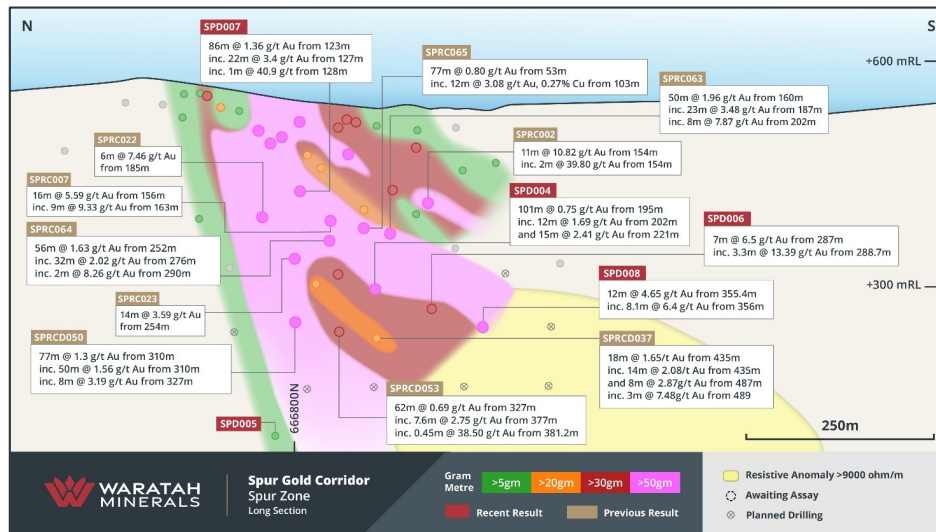 N
S
SPD007
86m @ 1.36 g/t Au from 123m
inc. 22m @ 3.4 g/t Au from 127m
inc. 1m @ 40.9 g/t from 128m
SPRC065
77m @ 0.80 g/t Au from 53m
inc. 12m @ 3.08 g/t Au, 0.27% Cu from 103m
+600 mRL
SPRC063
50m @ 1.96 g/t Au from 160m
inc. 23m @ 3.48 g/t Au from 187m
inc. 8m @ 7.87 g/t Au from 202m
SPRC022
6m @ 7.46 g/t Au
from 185m
SPRC002
11m @ 10.82 g/t Au from 154m
inc. 2m @ 39.80 g/t Au from 154m
SPRC007
16m @ 5.59 g/t Au from 156m
inc. 9m @ 9.33 g/t Au from 163m
SPD004
101m @ 0.75 g/t Au from 195m
inc. 12m @ 1.69 g/t Au from 202m
and 15m @ 2.41 g/t Au from 221m
SPD006
7m @ 6.5 g/t Au from 287m
inc. 3.3m @ 13.39 g/t Au from 288.7m
SPRC064
56m @ 1.63 g/t Au from 252m
inc. 32m @ 2.02 g/t Au from 276m
inc. 2m @ 8.26 g/t Au from 290m
+300 mRL
SPD008
12m @ 4.65 g/t Au from 355.4m
inc. 8.1m @ 6.4 g/t Au from 356m
SPRC023
14m @ 3.59 g/t Au
from 254m
SPRCD050
77m @ 1.3 g/t Au from 310m
inc. 50m @ 1.56 g/t Au from 310m
inc. 8m @ 3.19 g/t Au from 327m
SPRCD037
18m @ 1.65/t Au from 435m
inc. 14m @ 2.08/t Au from 435m
and 8m @ 2.87g/t Au from 487m
inc. 3m @ 7.48g/t Au from 489
SPRCD053
62m @ 0.69 g/t Au from 327m
inc. 7.6m @ 2.75 g/t Au from 377m
inc. 0.45m @ 38.50 g/t Au from 381.2m
666800N
SPD005
250m
WARATAH
MINERALS
Spur Gold Corridor
Spur Zone
Long Section
Gram
Metre
>5gm
>20gm
>30gm
>50gm
Recent Result
Previous Result
Resistive Anomaly >9000 ohm/m
Awaiting Assay
Planned Drilling